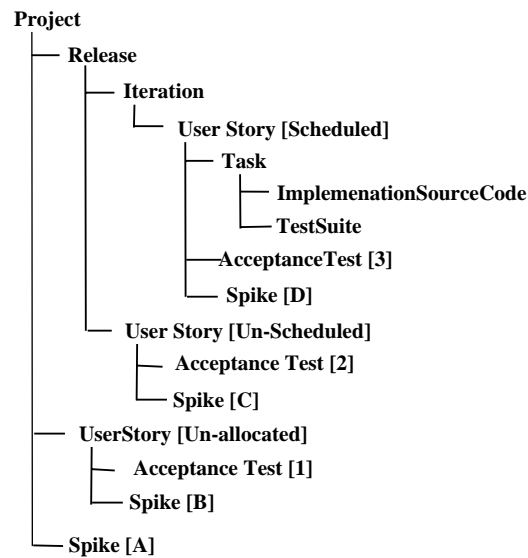 Project
Release
Iteration
User Story [Scheduled]
Task
ImplemenationSourceCode
TestSuite
AcceptanceTest [3]
Spike [D]
User Story [Un-Scheduled]
Acceptance Test [2]
Spike [C]
UserStory [Un-allocated]
Acceptance Test [1]
Spike [B]
Spike [A]